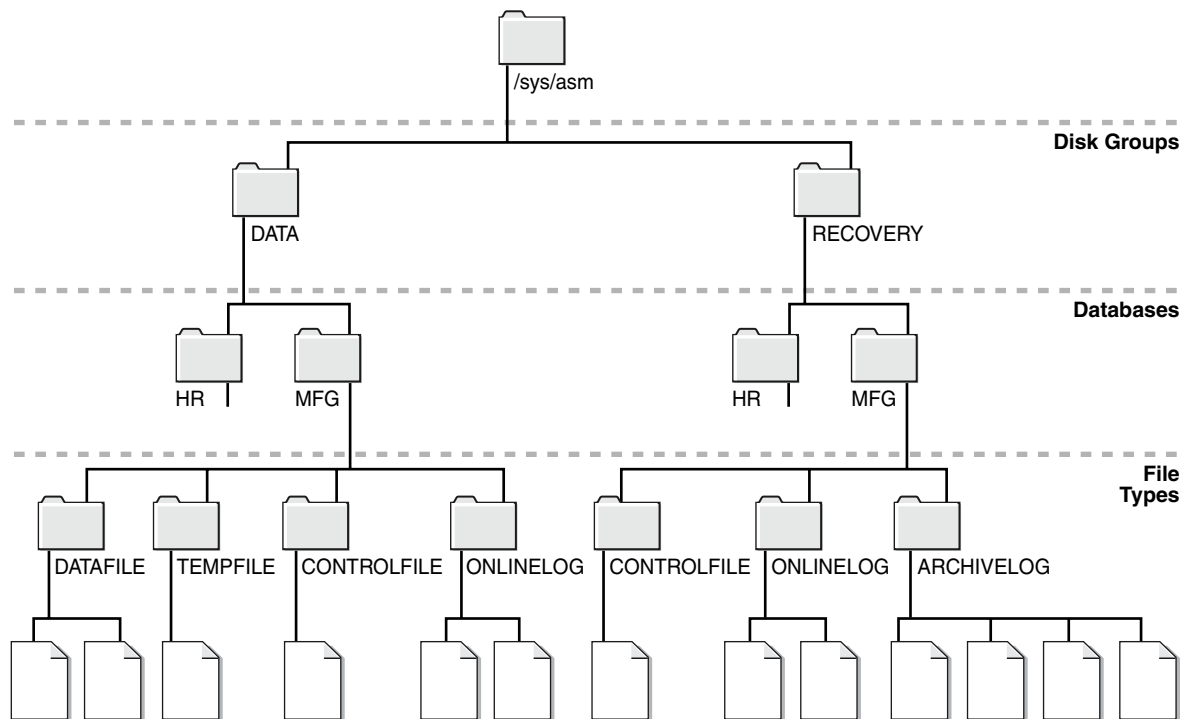 /sys/asm
Disk Groups
DATA
RECOVERY
Databases
HR
MFG
HR
MFG
File
Types
DATAFILE
TEMPFILE
CONTROLFILE
ONLINELOG
CONTROLFILE
ONLINELOG
ARCHIVELOG